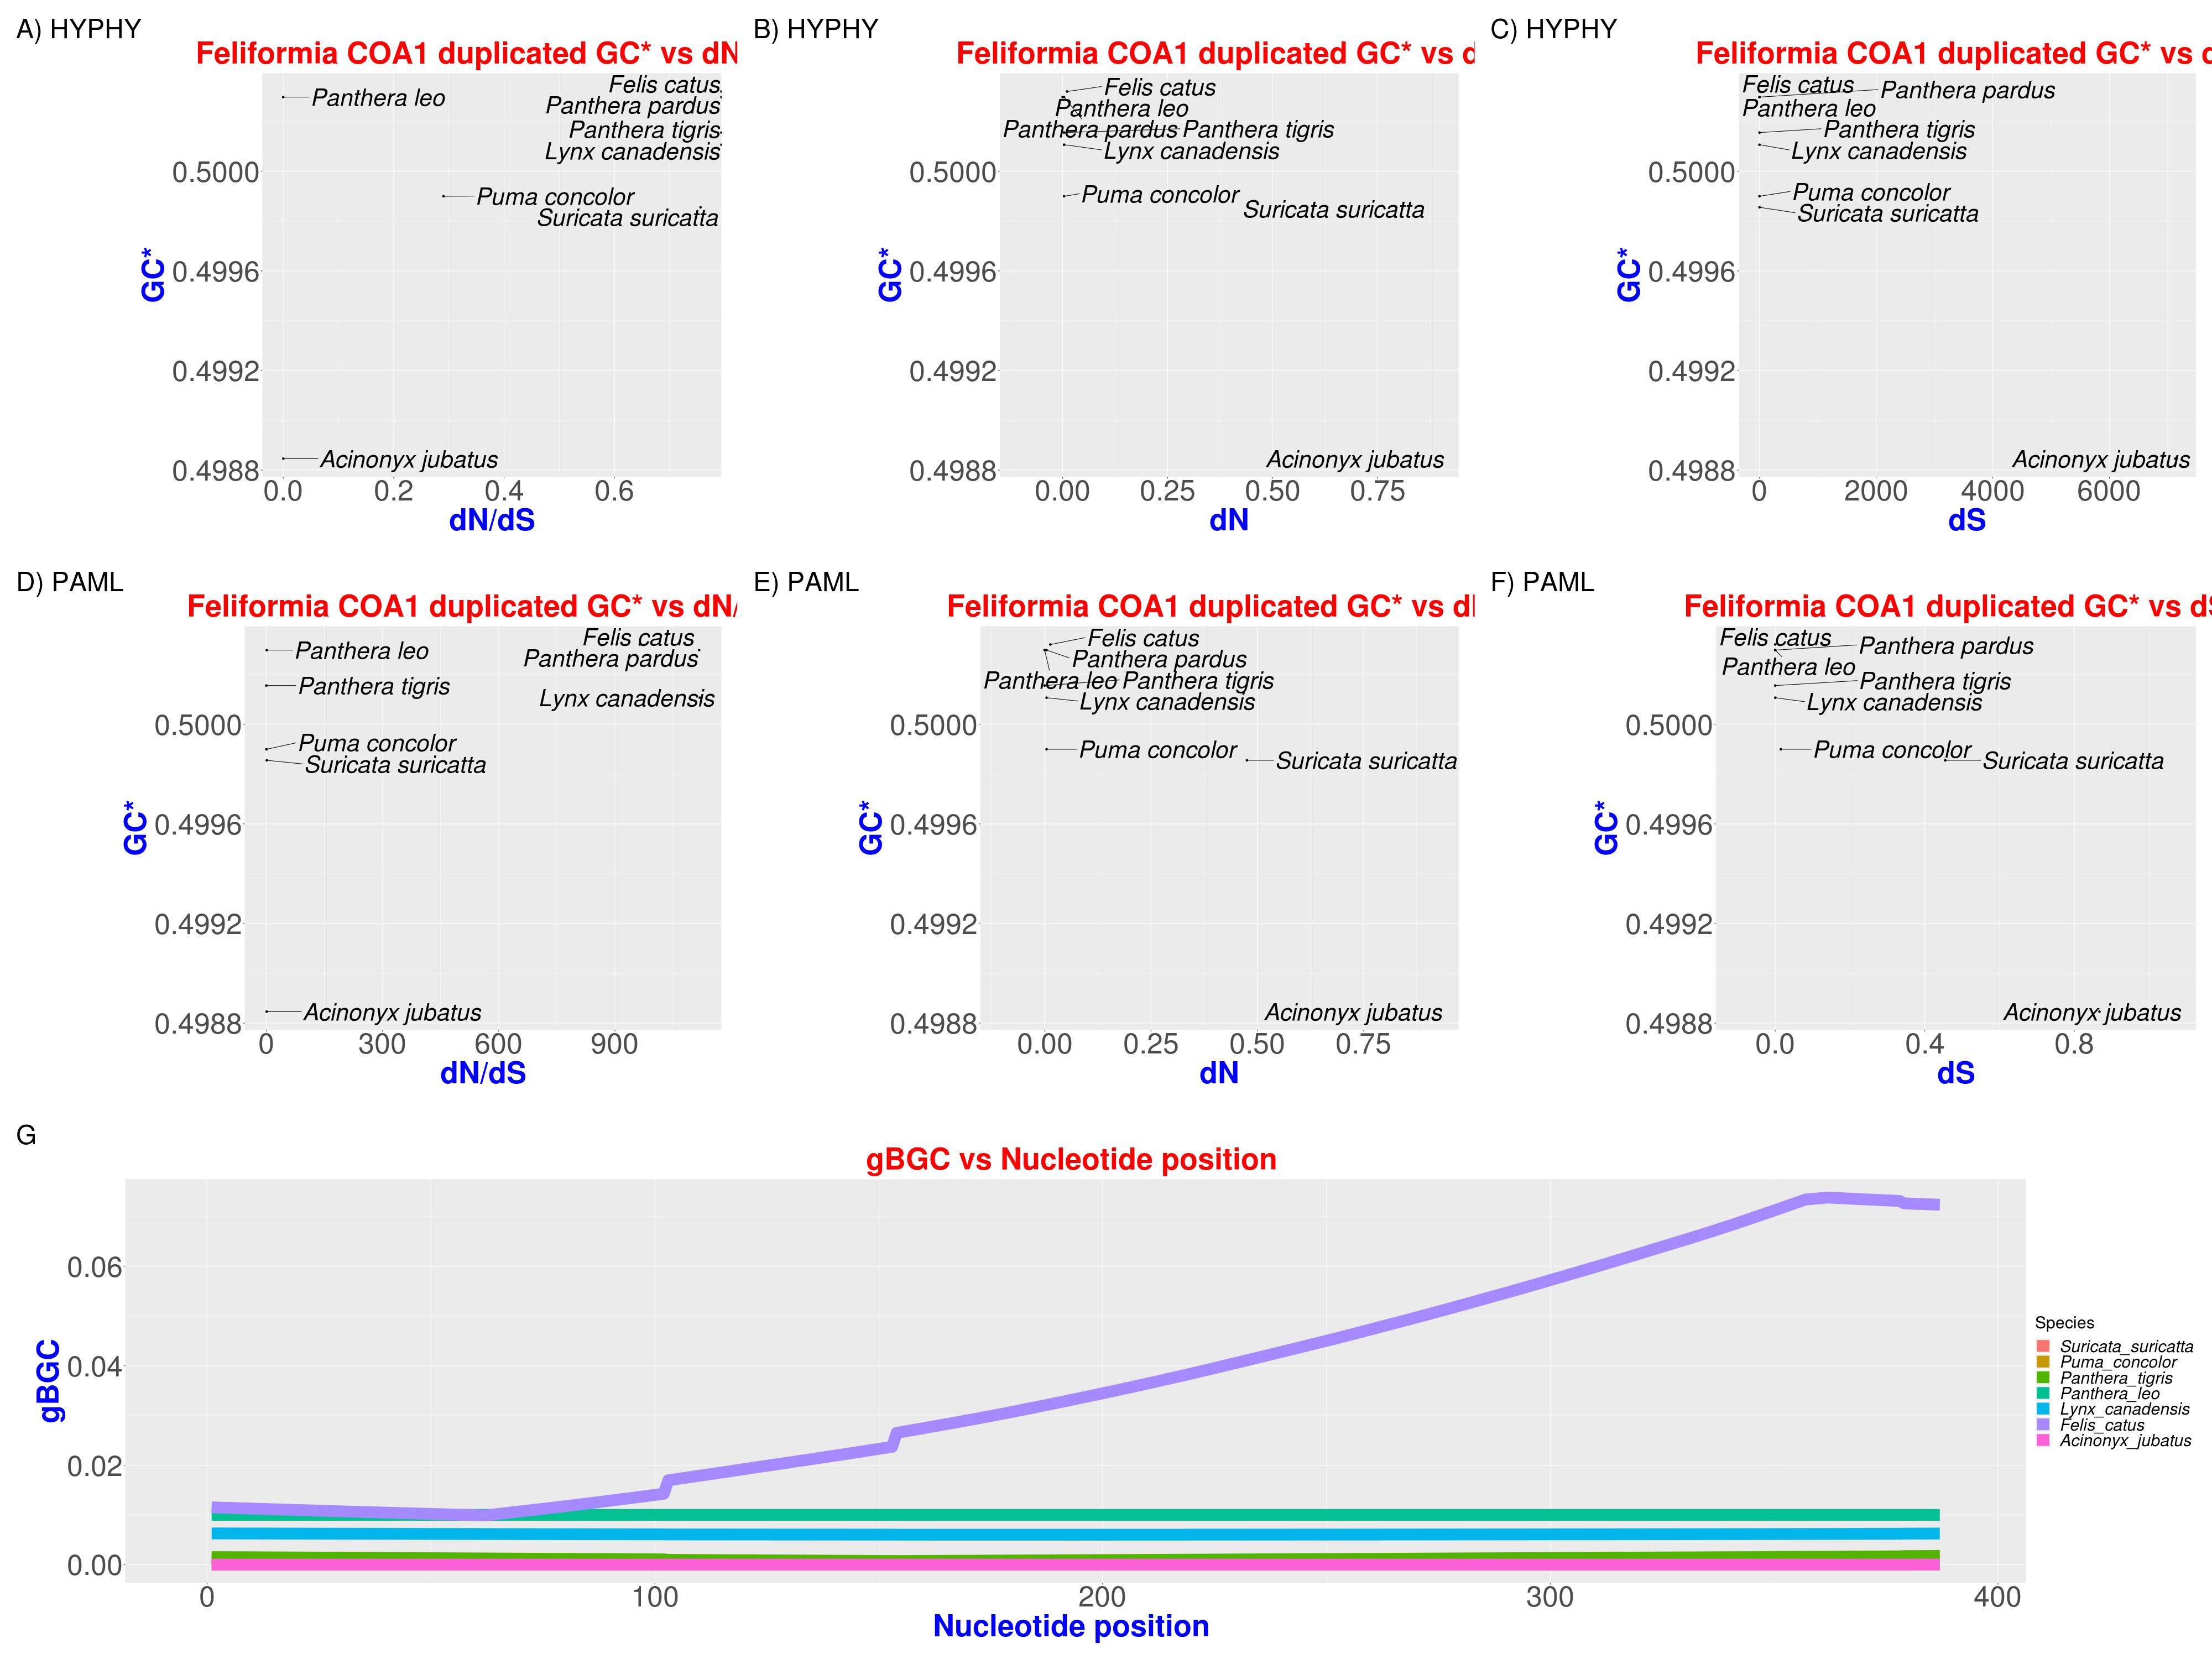 A) HYPHY
Feliformia COA1 duplicated GC* vs dN
Felis catus
Panthera leo
Panthera pardus
Panthera tigris
Lynx canadensis
0.5000
Puma concolor
Suricata suricatta
0.4996
0.4992
0.4988
Acinonyx jubatus
GC*
0.0 0.2 0.4 0.6
dN/dS
B) HYPHY
Feliformia COA1 duplicated GC* vs d
Felis catus
Panthera leo
Panthera pardus Panthera tigris
Lynx canadensis
0.5000
Puma concolor
Suricata suricatta
0.4996
0.4992
0.4988
Acinonyx jubatus
GC*
0.00 0.25 0.50 0.75
dN
C) HYPHY
Feliformia COA1 duplicated GC* vs d
Felis catus
Panthera pardus
Panthera leo
Panthera tigris
Lynx canadensis
0.5000
Puma concolor
Suricata suricatta
0.4996
0.4992
0.4988
Acinonyx jubatus
GC*
0 2000 4000 6000
dS
D) PAML
Feliformia COA1 duplicated GC* vs dN/
Felis catus
Panthera leo
Panthera pardus
Panthera tigris
Lynx canadensis
0.5000
Puma concolor
Suricata suricatta
0.4996
0.4992
0.4988
Acinonyx jubatus
GC*
0 300 600 900
dN/dS
E) PAML
Feliformia COA1 duplicated GC* vs d
Felis catus
Panthera pardus
Panthera leo Panthera tigris
Lynx canadensis
0.5000
Puma concolor
Suricata suricatta
0.4996
0.4992
0.4988
Acinonyx jubatus
GC*
0.00 0.25 0.50 0.75
dN
F) PAML
Feliformia COA1 duplicated GC* vs dS
Felis catus
Panthera pardus
Panthera leo
Panthera tigris
Lynx canadensis
0.5000
Puma concolor
Suricata suricatta
0.4996
0.4992
0.4988
Acinonyx jubatus
GC*
0.0 0.4 0.8
dS
G
gBGC vs Nucleotide position
0.06
0.04
0.02
0.00
gBGC
0 100 200 300 400
Nucleotide position
Species
Suricata_suricatta
Puma_concolor
Panthera_tigris
Panthera_leo
Lynx_canadensis
Felis_catus
Acinonyx_jubatus